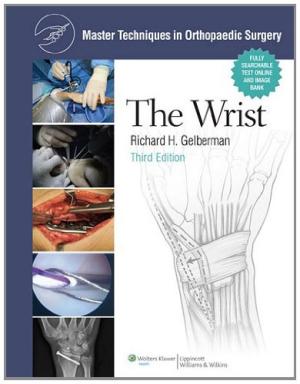 Master Techniques in Orthopaedic Surgery
FULLY
SEARCHABLE
TEXT ONLINE
AND IMAGE
BANK
The Wrist
Richard H. Gelberman
Third Edition
Wolters Kluwer
Health
Lippincott
Williams & Wilkins